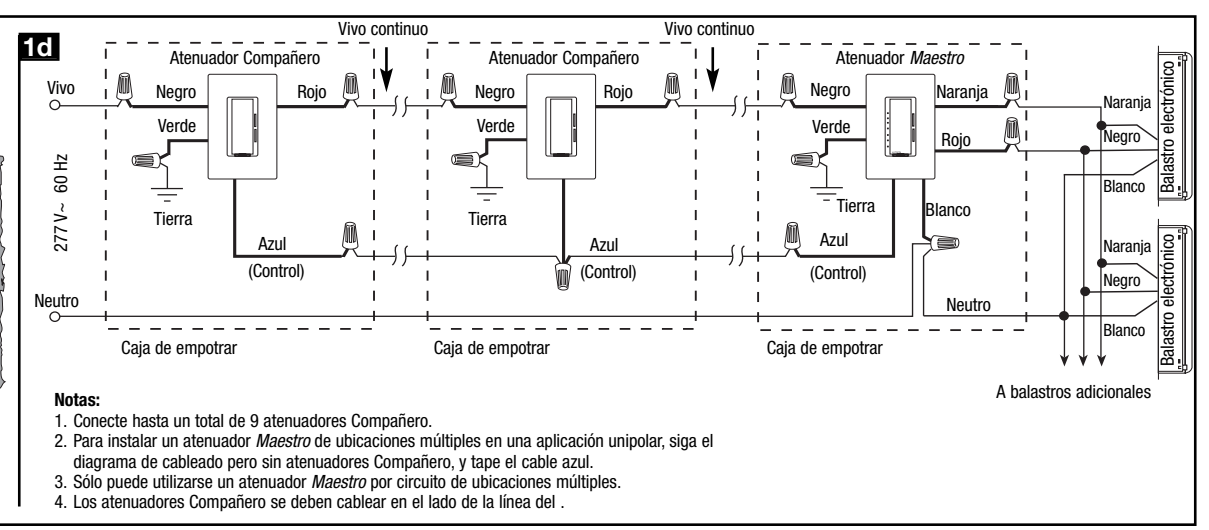 1d
Vivo continuo
Vivo continuo
Atenuador Compañero
Atenuador Compañero
Atenuador Maestro
Vivo
Negro
Rojo
Negro
Rojo
Negro
Naranja
Naranja
Verde
Verde
Verde
Rojo
Negro
Balastro electrónico
277 V~ 60 Hz
Blanco
Tierra
Tierra
Tierra
Blanco
Azul
(Control)
Azul
(Control)
Azul
(Control)
Naranja
Negro
Balastro electrónico
Neutro
Neutro
Blanco
Caja de empotrar
Caja de empotrar
Caja de empotrar
A balastros adicionales
Notas:
1. Conecte hasta un total de 9 atenuadores Compañero.
2. Para instalar un atenuador Maestro de ubicaciones múltiples en una aplicación unipolar, siga el
diagrama de cableado pero sin atenuadores Compañero, y tape el cable azul.
3. Sólo puede utilizarse un atenuador Maestro por circuito de ubicaciones múltiples.
4. Los atenuadores Compañero se deben cablear en el lado de la línea del .